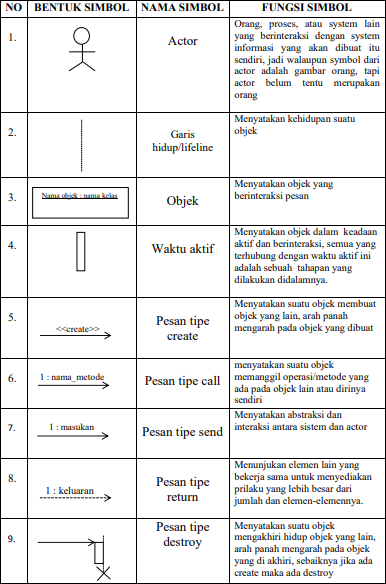 NO BENTUK SIMBOL NAMA SIMBOL FUNGSI SIMBOL
1.
Actor
Orang, proses, atau system lain
yang berinteraksi dengan system
informasi yang akan dibuat itu
sendiri, jadi walaupun symbol dari
actor adalah gambar orang, tapi
actor belum tentu merupakan
orang
2.
Garis
hidup/lifeline
Menyatakan kehidupan suatu
objek
3.
Nama objek : nama kelas
Objek
Menyatakan objek yang
berinteraksi pesan
4.
Waktu aktif
Menyatakan objek dalam keadaan
aktif dan berinteraksi, semua yang
terhubung dengan waktu aktif ini
adalah sebuah tahapan yang
dilakukan didalamnya.
5.
<<create>>
Pesan tipe
create
Menyatakan suatu objek membuat
objek yang lain, arah panah
mengarah pada objek yang dibuat
6.
1 : nama_metode
Pesan tipe call
menyatakan suatu objek
memanggil operasi/metode yang
ada pada objek lain atau dirinya
sendiri
7.
1 : masukan
Pesan tipe send
Menyatakan abstraksi dan
interaksi antara sistem dan actor
8.
1 : keluaran
Pesan tipe
return
Menunjukan elemen lain yang
bekerja sama untuk menyediakan
prilaku yang lebih besar dari
jumlah dan elemen-elemennya.
9.
Pesan tipe
destroy
Menyatakan suatu objek
mengakhiri hidup objek yang lain,
arah panah mengarah pada objek
yang di akhiri, sebaiknya jika ada
create maka ada destroy